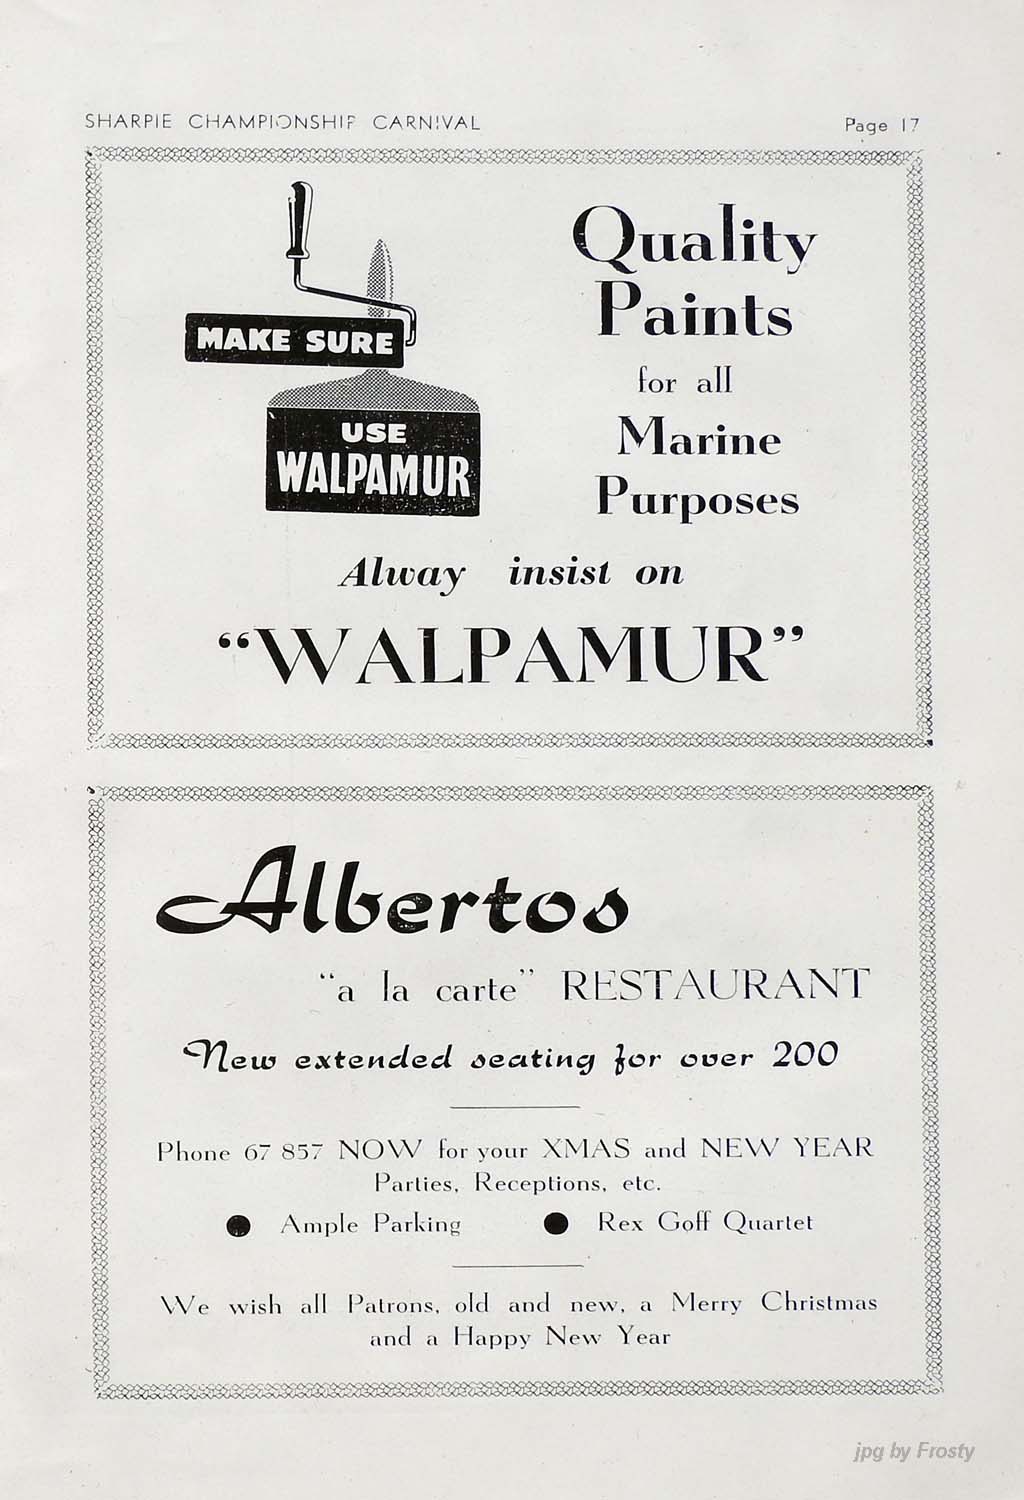 SHARPIE CHAMPIONSHIP CARNIVAL Page 17
MAKE SURE
USE
WALPAMUR
Quality
Paints
for all
Marine
Purposes
Alway insist on
“WALPAMUR”
Albertos
“a la carte” RESTAURANT
New extended seating for over 200
Phone 67 857 NOW for your XMAS and NEW YEAR
Parties, Receptions, etc.
● Ample Parking ● Rex Goff Quartet
We wish all Patrons, old and new, a Merry Christmas
and a Happy New Year
jpg by Frosty